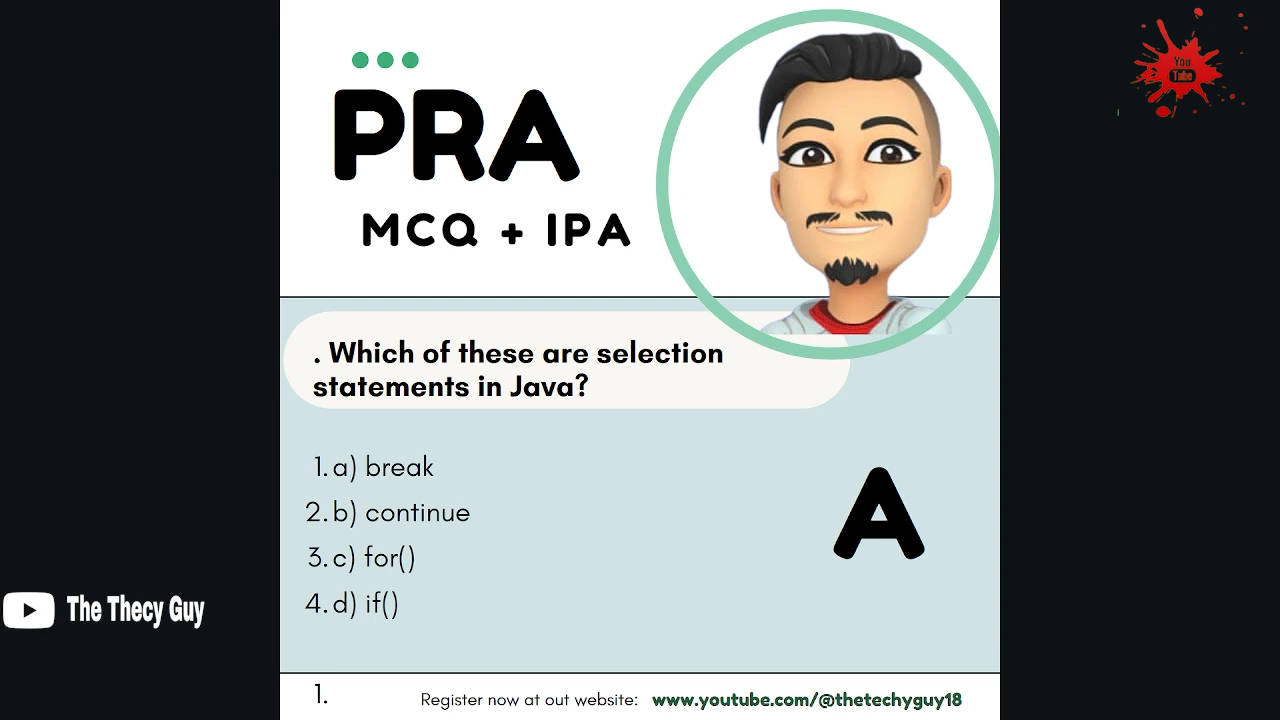 You
Tube
PRA
MCQ + IPA
. Which of these are selection
statements in Java?
1. a) break
2. b) continue
3. c) for()
4. d) if()
A
The Thecy Guy
1.
Register now at out website: www.youtube.com/@thetechyguy18